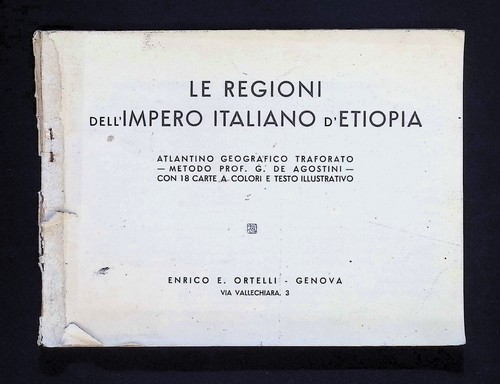 LE REGIONI
DELL'IMPERO ITALIANO D'ETIOPIA
ATLANTINO GEOGRAFICO TRAFORATO
— METODO PROF. G. DE AGOSTINI —
CON 18 CARTE A COLORI E TESTO ILLUSTRATIVO
ENRICO E. ORTELLI - GENOVA
VIA VALLECHIARA, 3